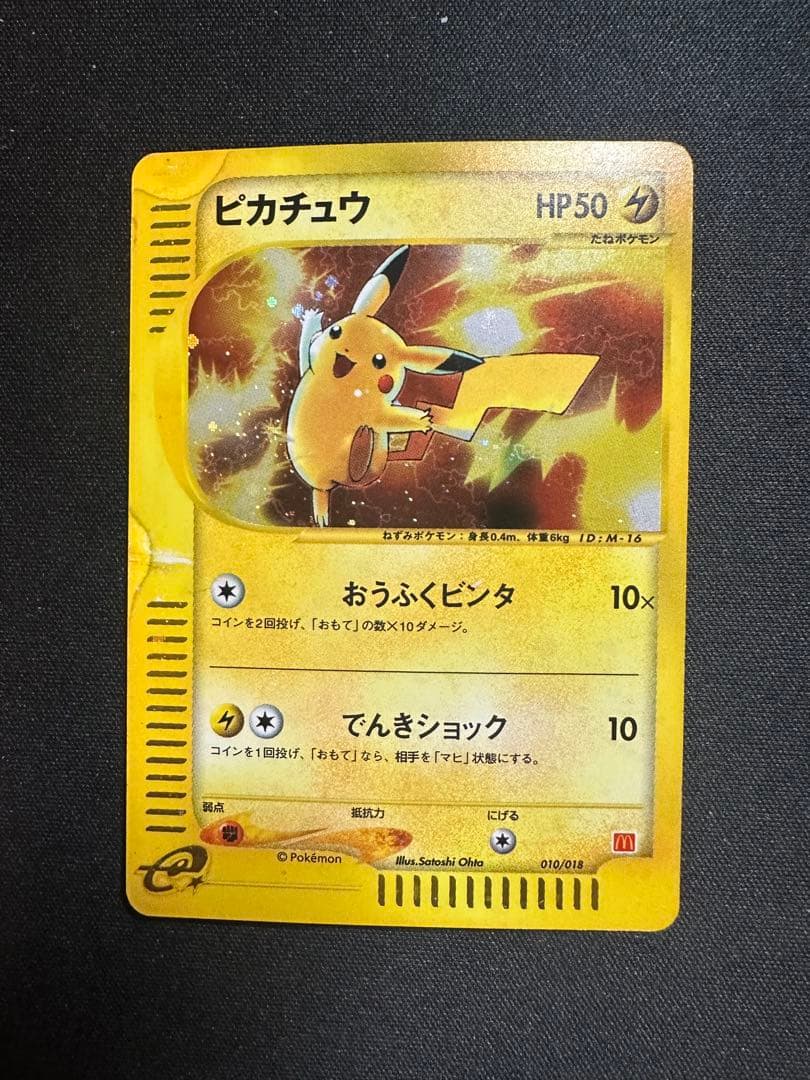 ピカチュウ HP50
たねポケモン
ねずみポケモン：身長0.4m、体重6kg ID:M-16
おうふくビンタ 10×
コインを2回投げ、「おもて」の数×10ダメージ。
でんきショック 10
コインを1回投げ、「おもて」なら、相手を「マヒ」状態にする。
弱点 抵抗力 にげる
© Pokémon Illus.Satoshi Ohta 010/018